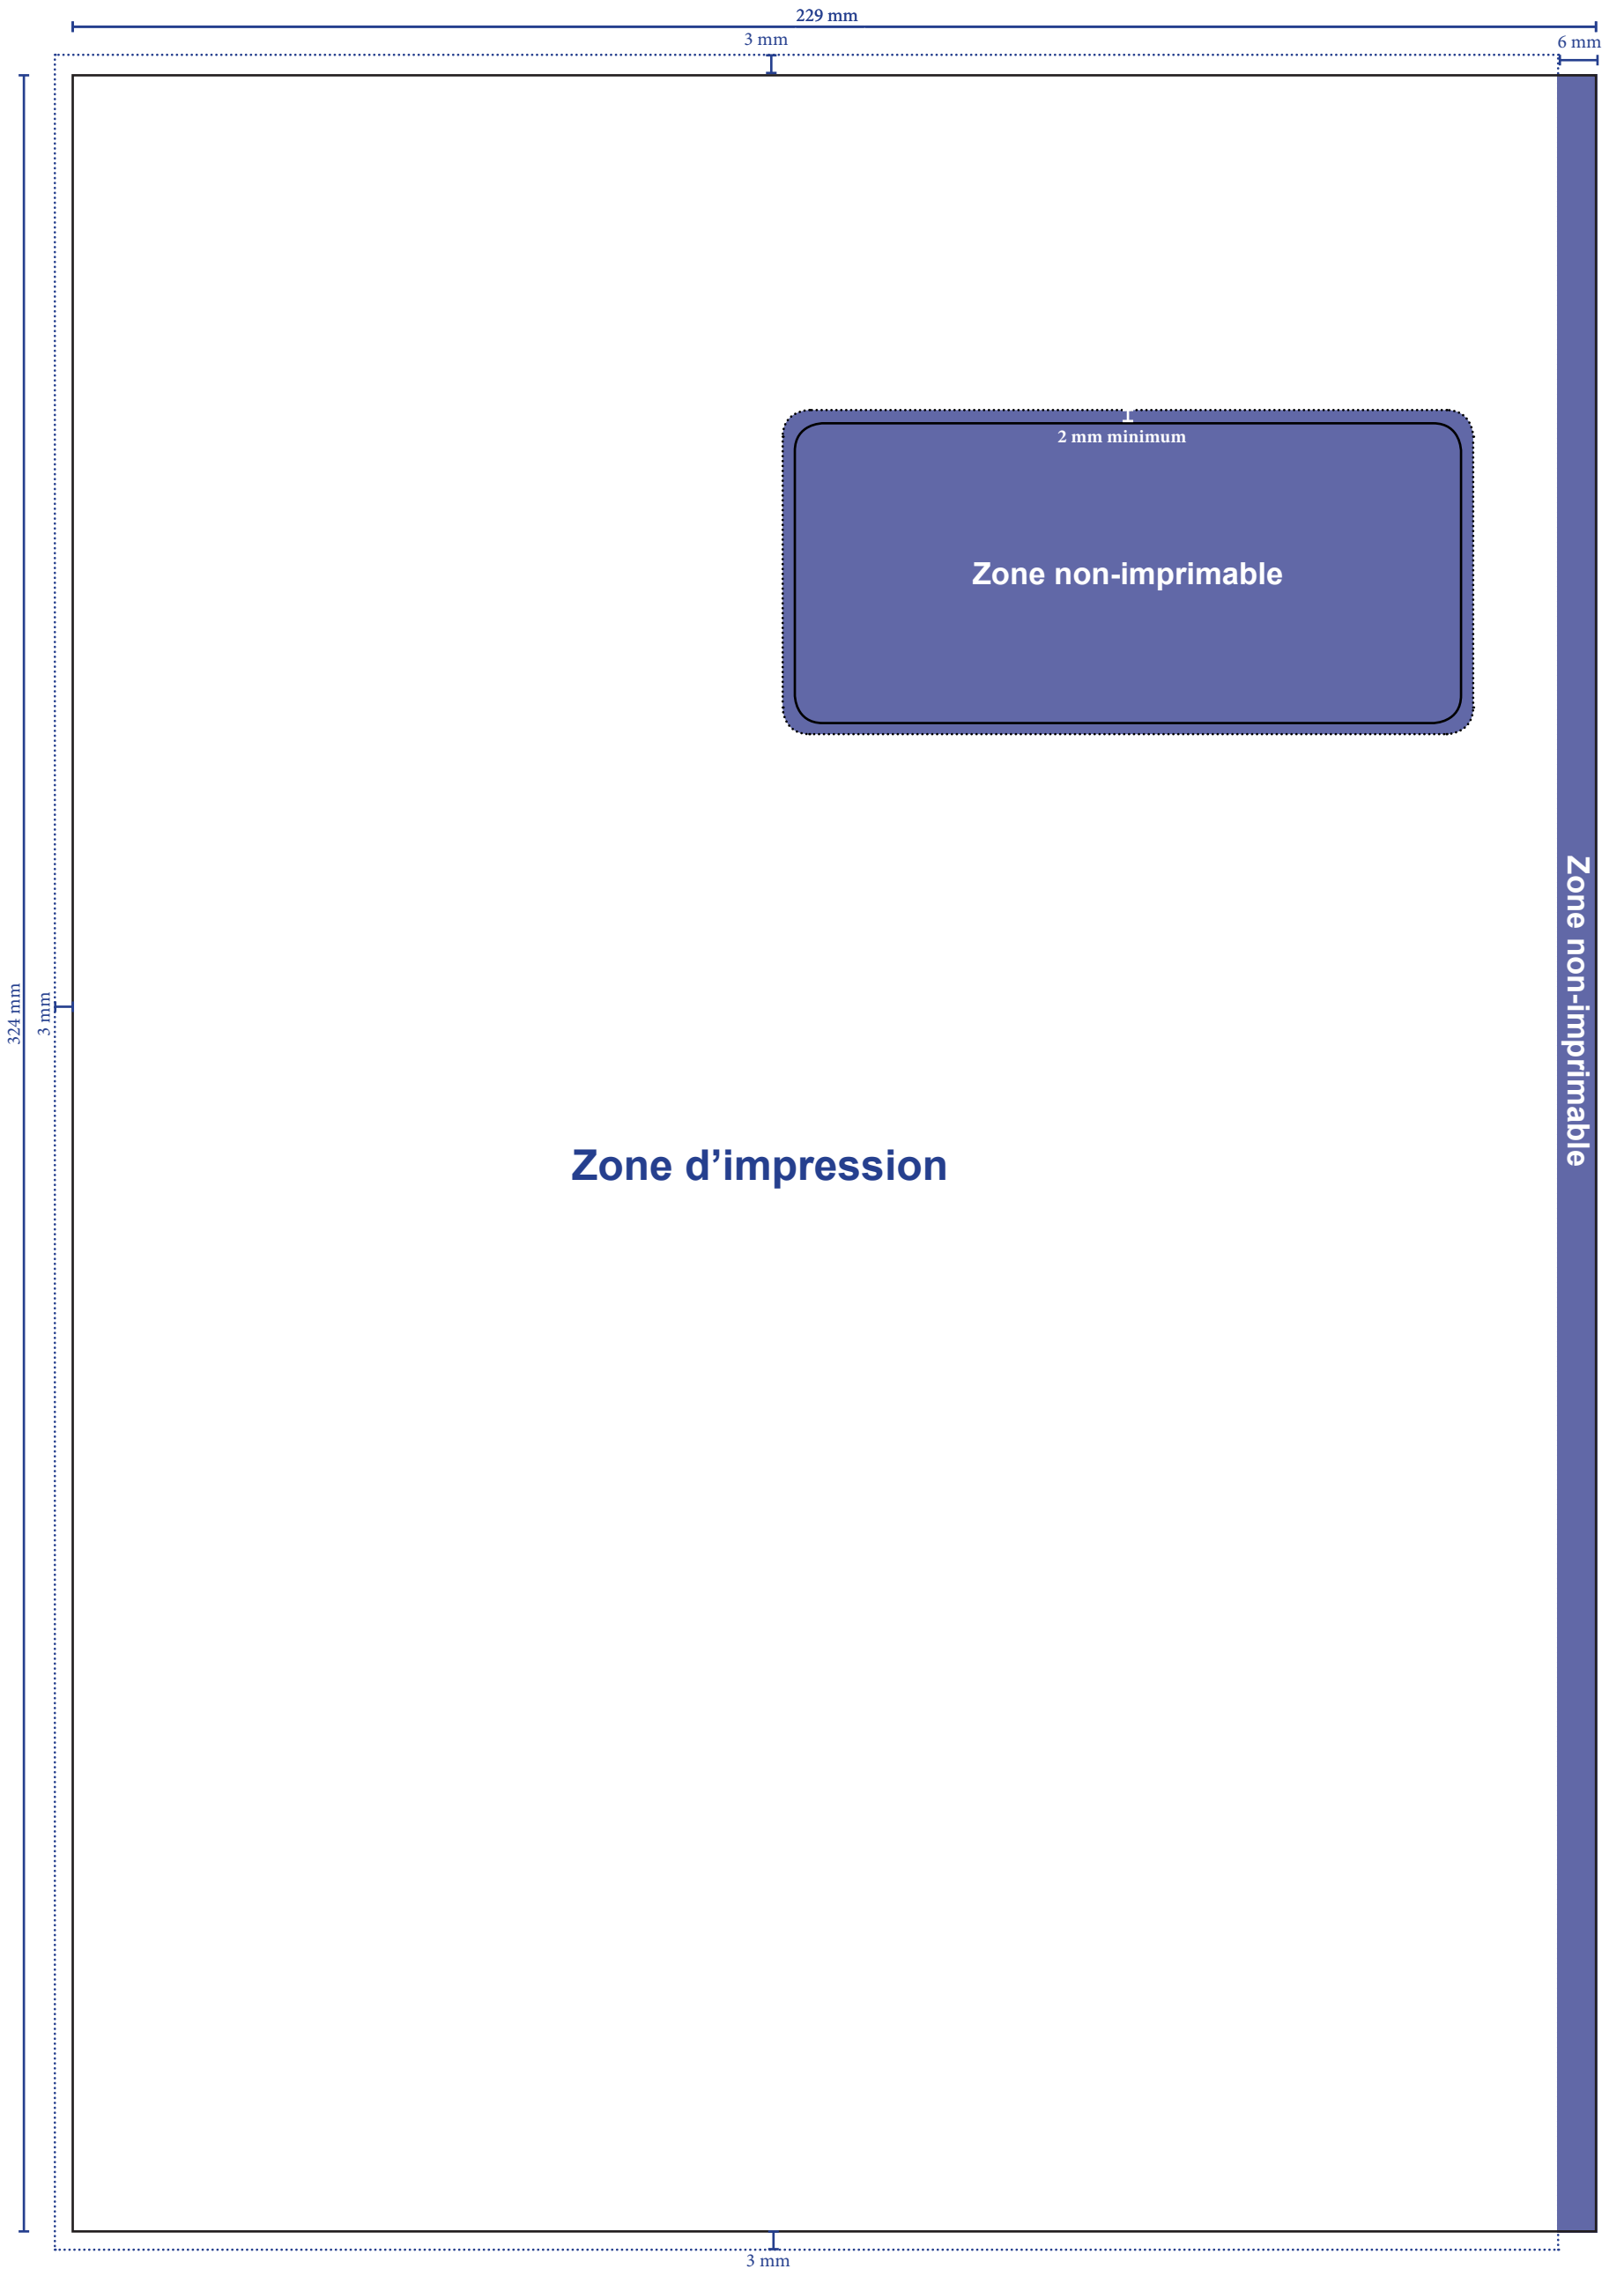 229 mm
3 mm
6 mm
2 mm minimum
Zone non-imprimable
Zone non-imprimable
324 mm
3 mm
Zone d’impression
3 mm